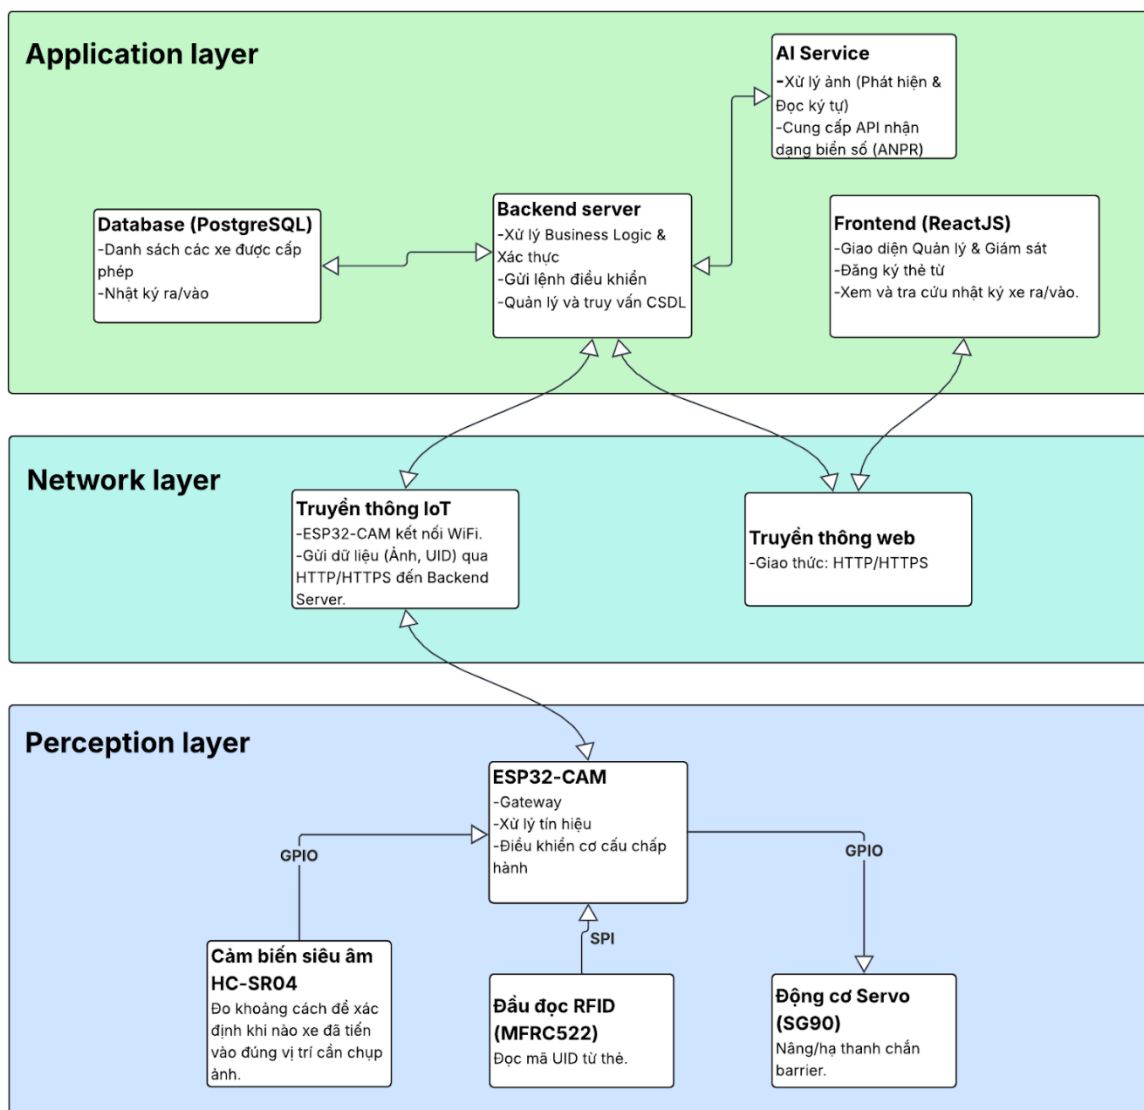 Application layer
AI Service
-Xử lý ảnh (Phát hiện &
Đọc ký tự)
-Cung cấp API nhận
dạng biển số (ANPR)
Database (PostgreSQL)
-Danh sách các xe được cấp
phép
-Nhật ký ra/vào
Backend server
-Xử lý Business Logic &
Xác thực
-Gửi lệnh điều khiển
-Quản lý và truy vấn CSDL
Frontend (ReactJS)
-Giao diện Quản lý & Giám sát
-Đăng ký thẻ từ
-Xem và tra cứu nhật ký xe ra/vào.
Network layer
Truyền thông IoT
-ESP32-CAM kết nối WiFi.
-Gửi dữ liệu (Ảnh, UID) qua
HTTP/HTTPS đến Backend
Server.
Truyền thông web
-Giao thức: HTTP/HTTPS
Perception layer
ESP32-CAM
-Gateway
-Xử lý tín hiệu
-Điều khiển cơ cấu chấp
hành
GPIO
GPIO
SPI
Cảm biến siêu âm
HC-SR04
Đo khoảng cách để xác
định khi nào xe đã tiến
vào đúng vị trí cần chụp
ảnh.
Đầu đọc RFID
(MFRC522)
Đọc mã UID từ thẻ.
Động cơ Servo
(SG90)
Nâng/hạ thanh chắn
barrier.